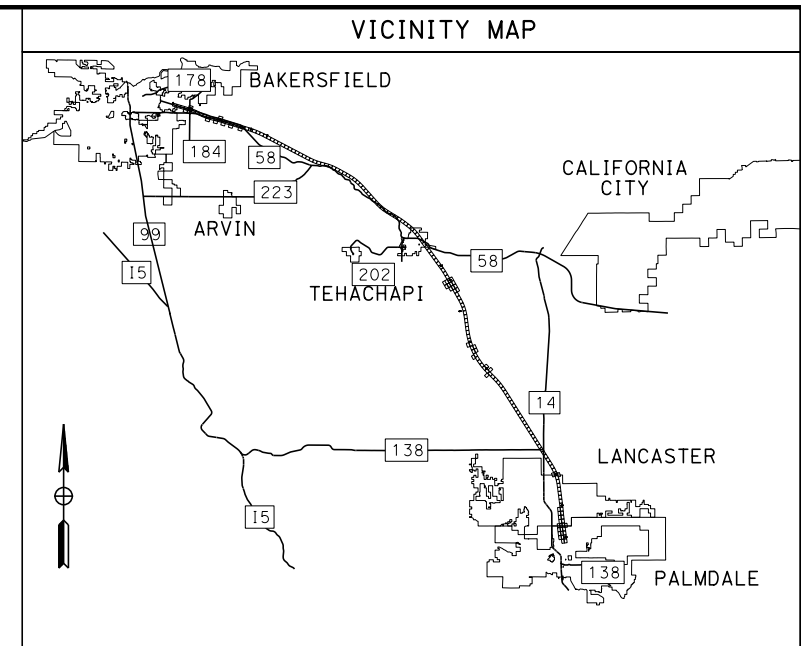 VICINITY MAP
178
BAKERSFIELD
184
58
223
CALIFORNIA
CITY
ARVIN
99
I5
58
202
TEHACHAPI
14
138
LANCASTER
I5
138
PALMDALE